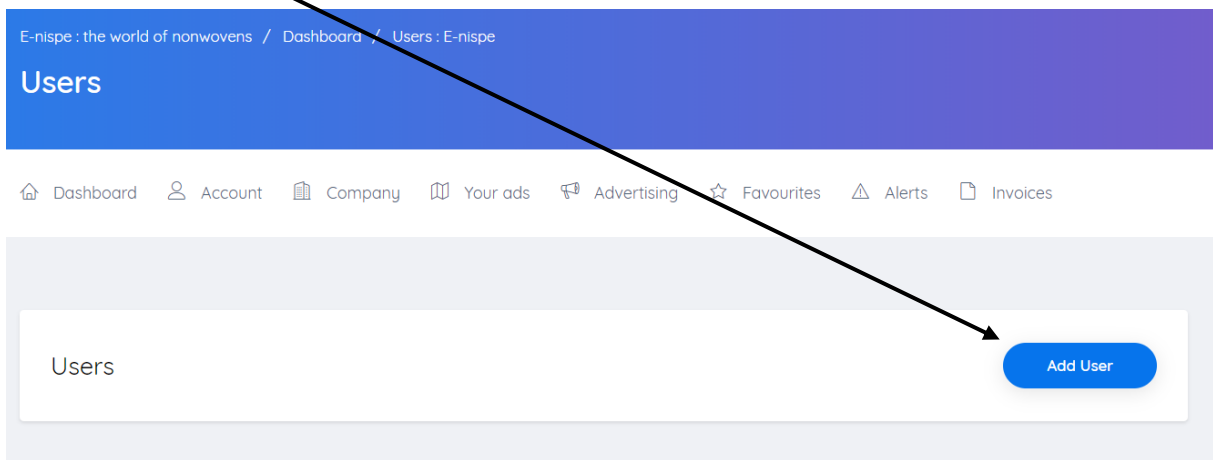 E-nispe : the world of nonwovens / Dashboard / Users : E-nispe
Users
Dashboard Account Company Your ads Advertising Favourites Alerts Invoices
Users Add User